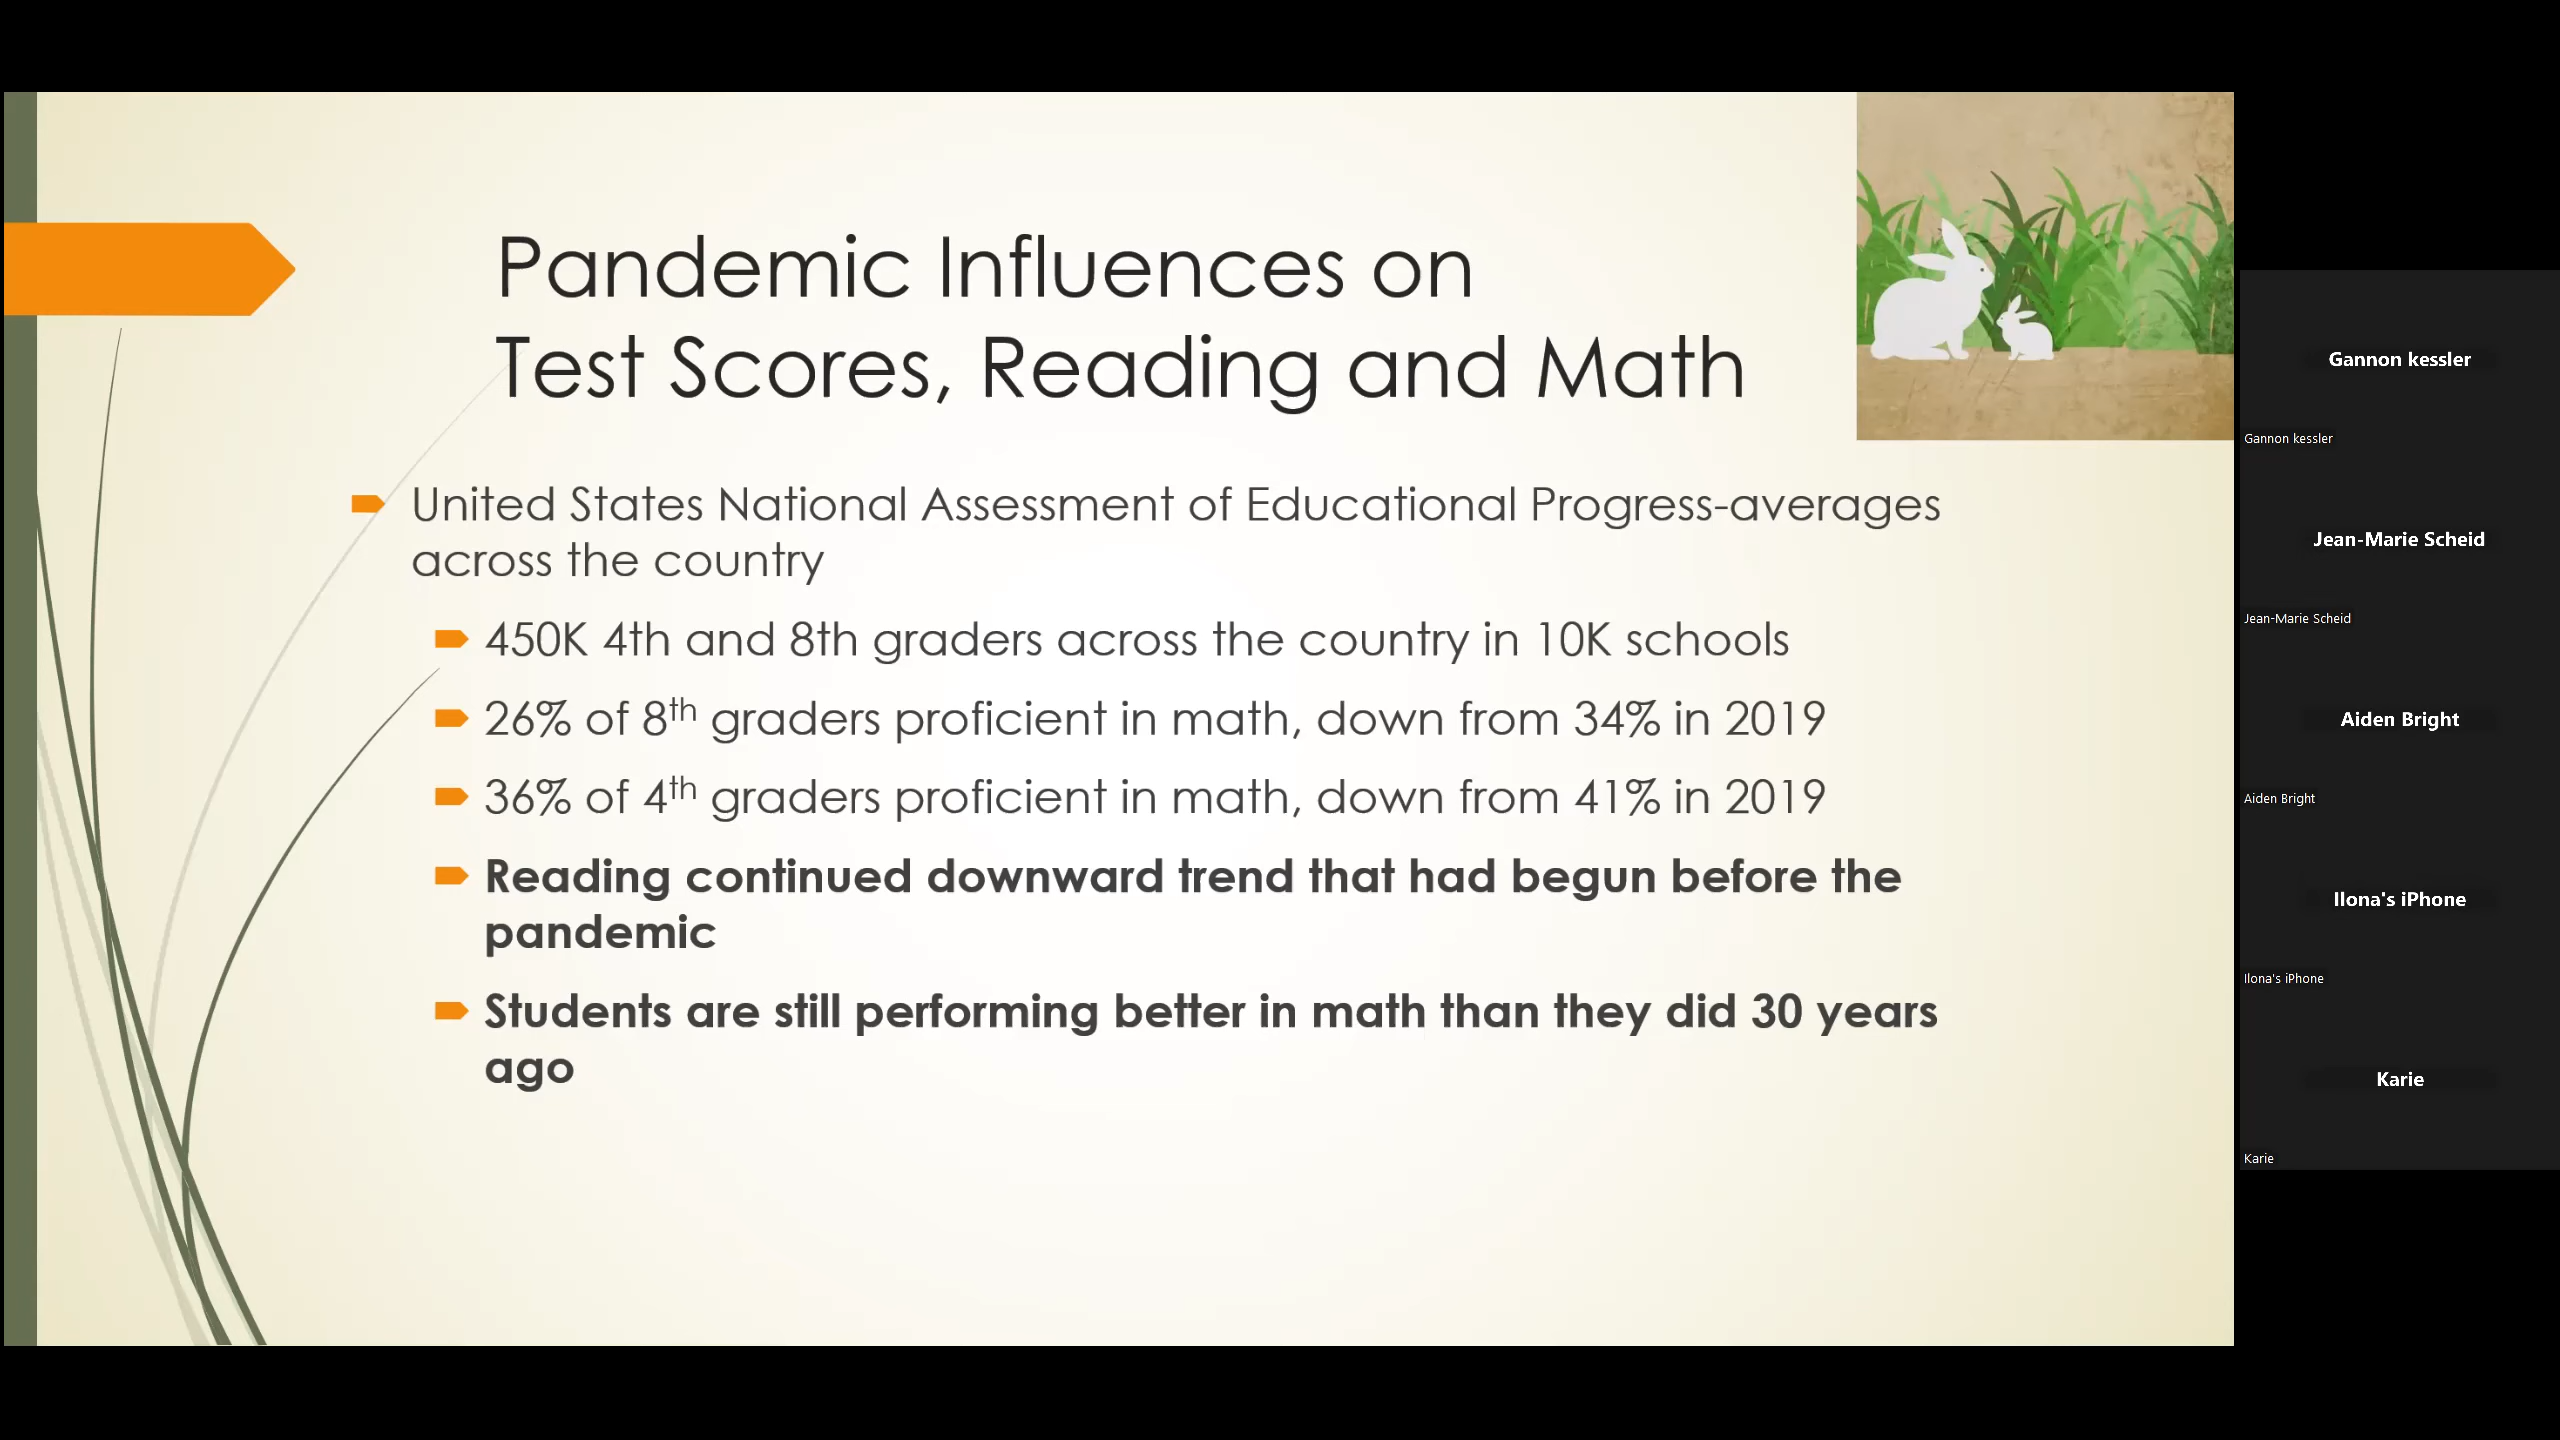 Pandemic Influences on
Test Scores, Reading and Math
United States National Assessment of Educational Progress-averages
across the country
450K 4th and 8th graders across the country in 10K schools
26% of 8th graders proficient in math, down from 34% in 2019
36% of 4th graders proficient in math, down from 41% in 2019
Reading continued downward trend that had begun before the
pandemic
Students are still performing better in math than they did 30 years
ago
Gannon kessler
Gannon kessler
Jean-Marie Scheid
Jean-Marie Scheid
Aiden Bright
Aiden Bright
Ilona's iPhone
Ilona's iPhone
Karie
Karie